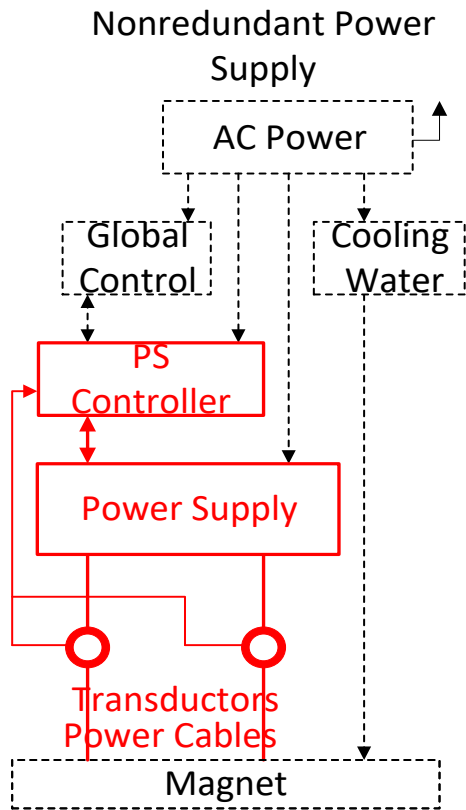 Nonredundant Power
Supply
AC Power
Global
Control
Cooling
Water
PS
Controller
Power Supply
Transductors
Power Cables
Magnet